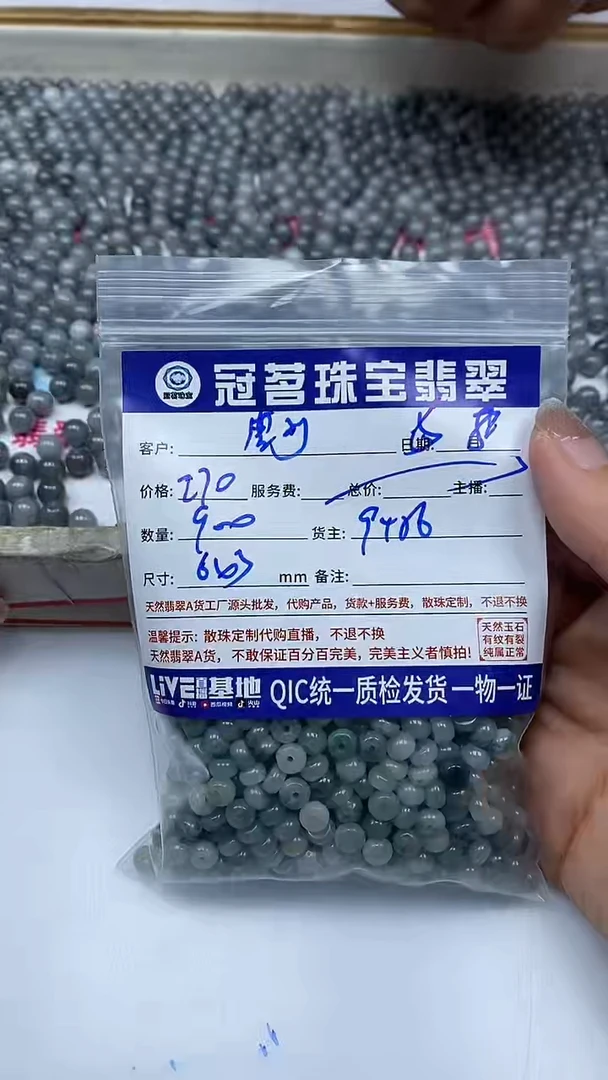 冠茗珠宝翡翠
客户:
日期:
价格: 270 服务费: 总价: 主播:
数量: 900 货主: 9486
尺寸: mm 备注:
天然翡翠A货工厂源头批发,代购产品,货款+服务费,散珠定制,不退不换
温馨提示: 散珠定制代购直播,不退不换
天然翡翠A货,不敢保证百分百完美,完美主义者慎拍!
天然玉石
有纹有裂
纯属正常
LiVE直播基地 QIC统一质检发货 一物一证